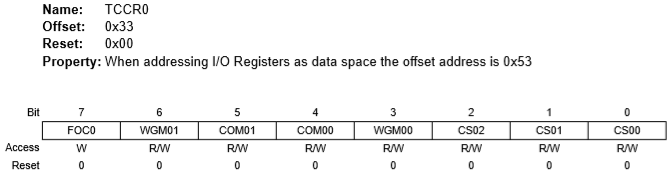 Name: TCCR0
Offset: 0x33
Reset: 0x00
Property: When addressing I/O Registers as data space the offset address is 0x53
Bit 7 6 5 4 3 2 1 0
FOC0 WGM01 COM01 COM00 WGM00 CS02 CS01 CS00
Access W R/W R/W R/W R/W R/W R/W R/W
Reset 0 0 0 0 0 0 0 0